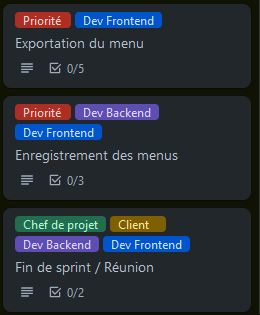 Priorité Dev Frontend
Exportation du menu
0/5
Priorité Dev Backend
Dev Frontend
Enregistrement des menus
0/3
Chef de projet Client
Dev Backend Dev Frontend
Fin de sprint / Réunion
0/2